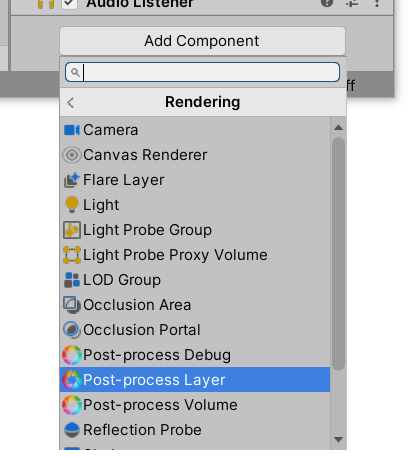 Audio Listener
Add Component
ff
Rendering
Camera
Canvas Renderer
Flare Layer
Light
Light Probe Group
Light Probe Proxy Volume
LOD Group
Occlusion Area
Occlusion Portal
Post-process Debug
Post-process Layer
Post-process Volume
Reflection Probe